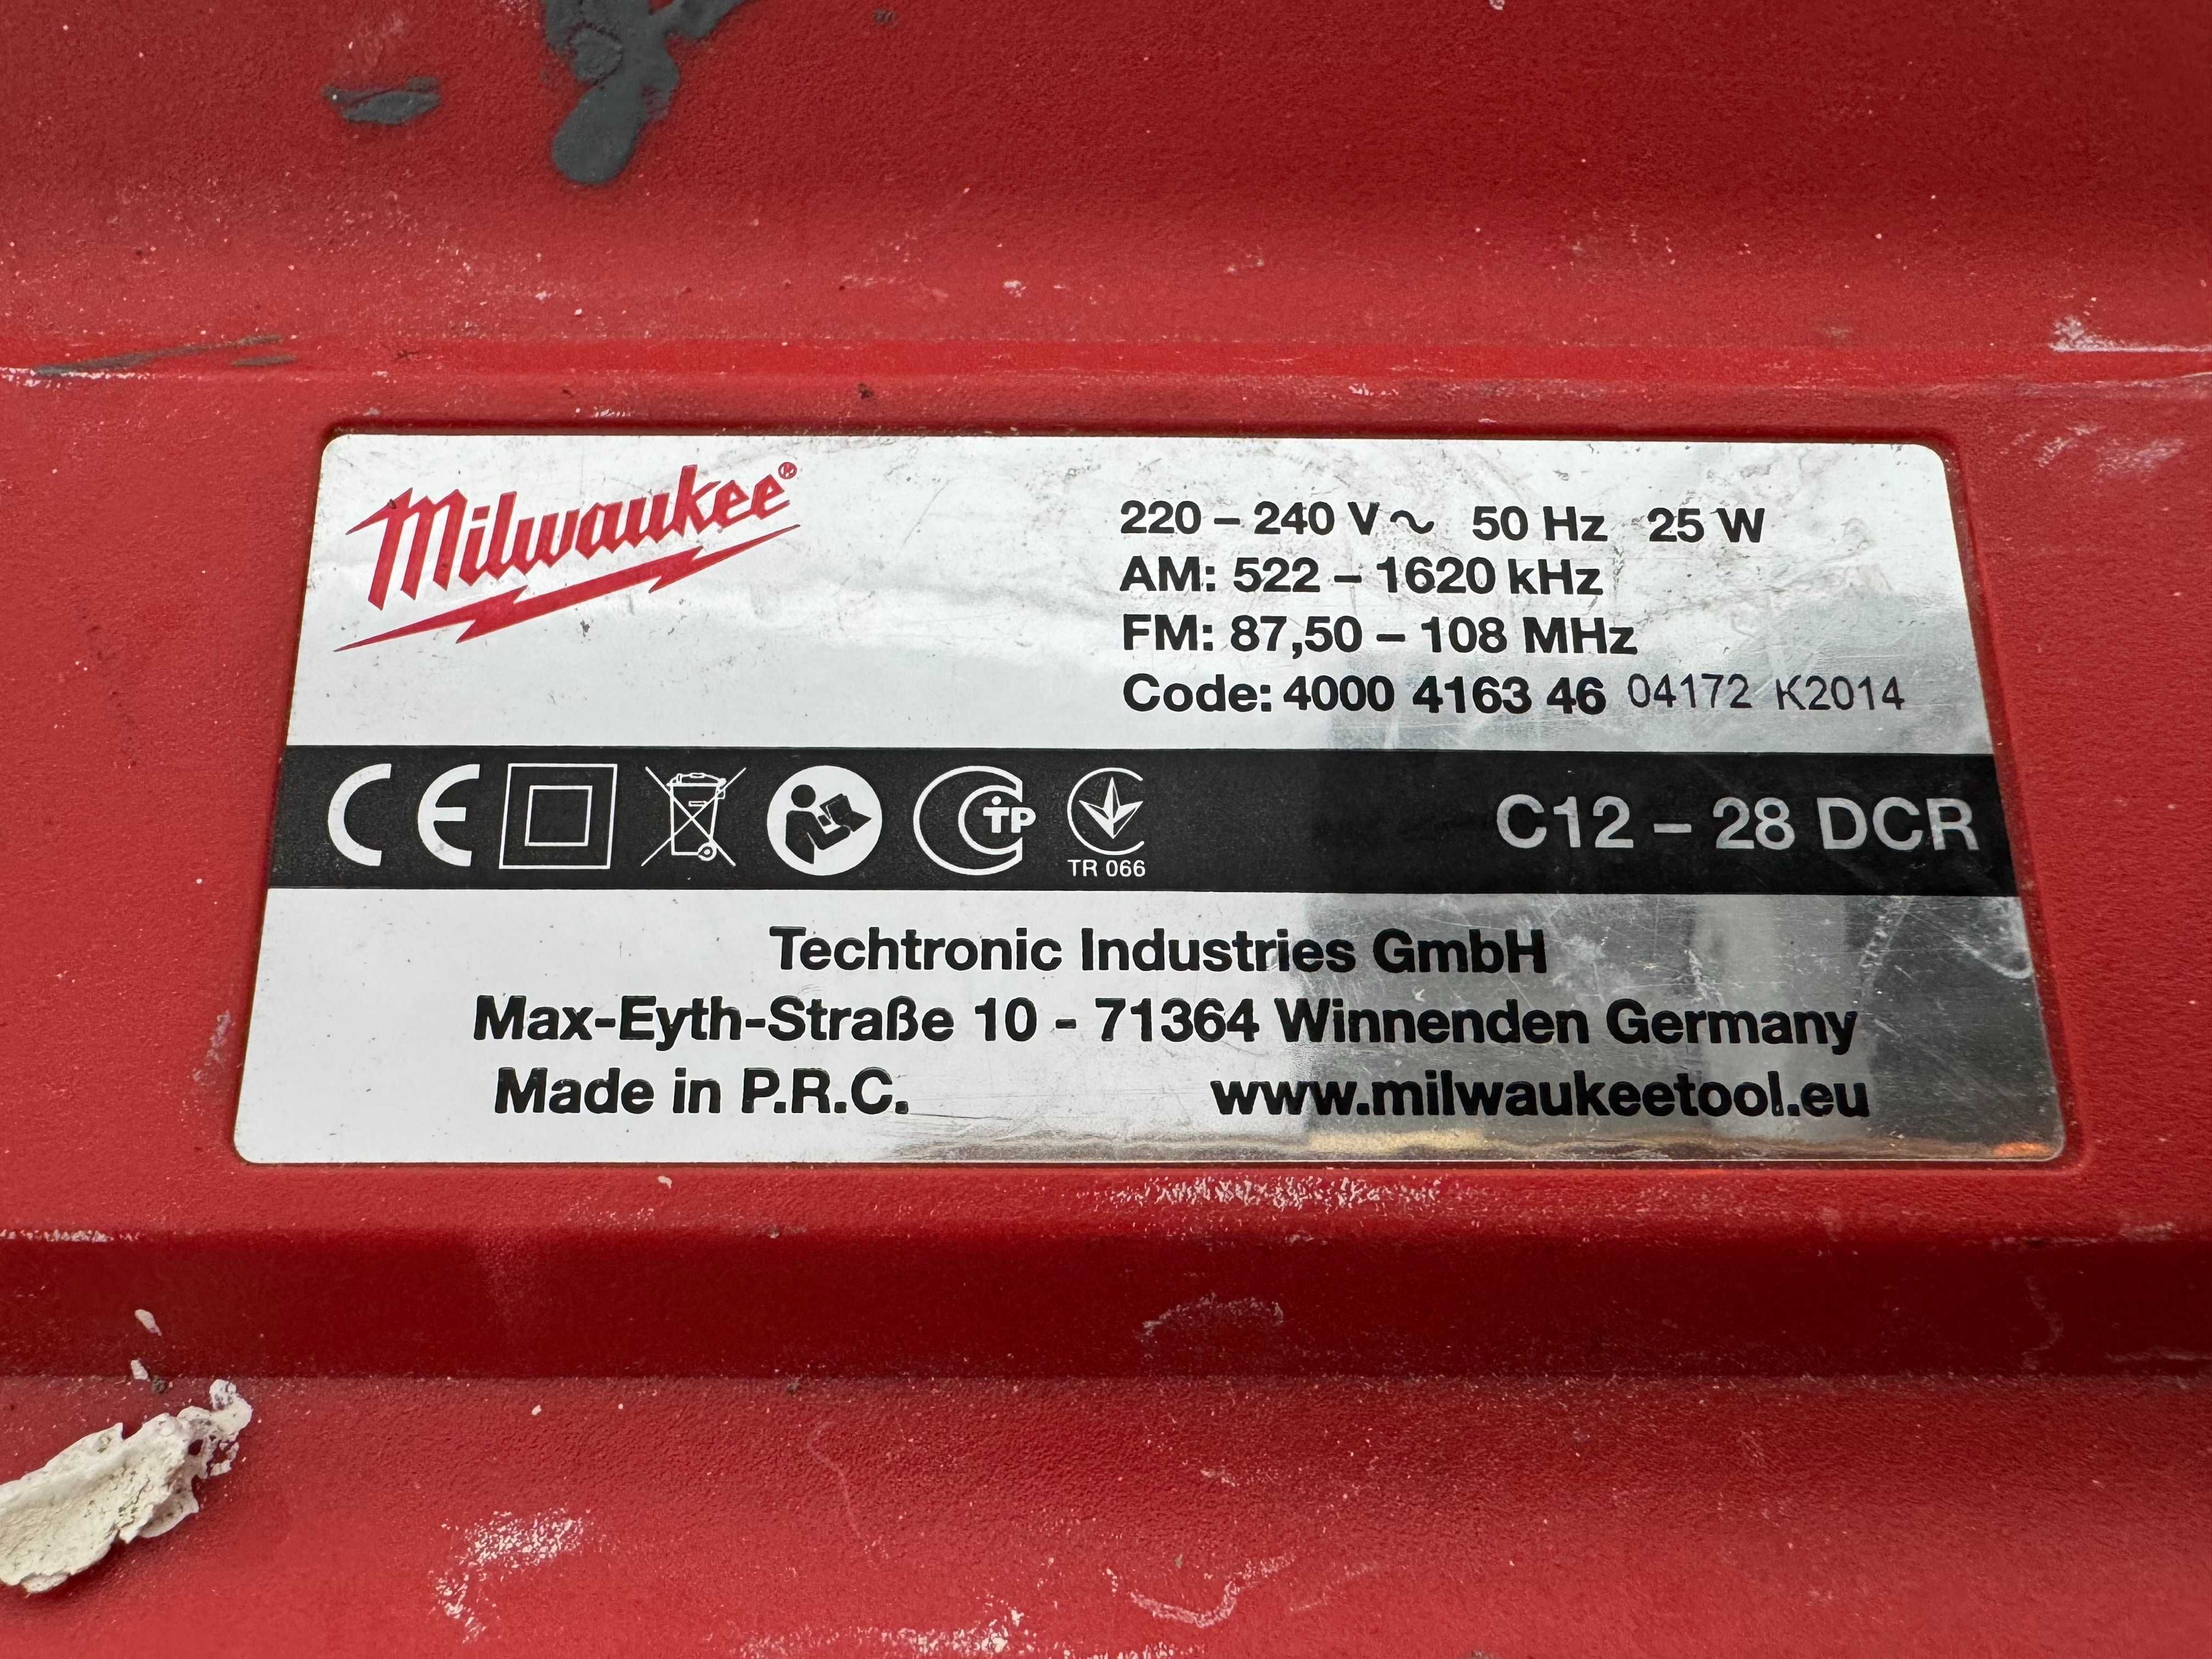 Milwaukee®
220 – 240 V~ 50 Hz 25 W
AM: 522 – 1620 kHz
FM: 87,50 – 108 MHz
Code: 4000 4163 46 04172 K2014
CE TR 066 C12 – 28 DCR
Techtronic Industries GmbH
Max-Eyth-Straße 10 - 71364 Winnenden Germany
Made in P.R.C. www.milwaukeetool.eu